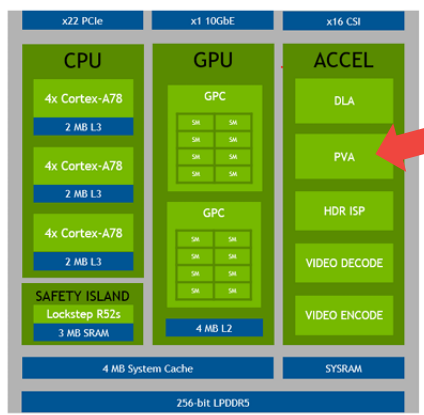 x22 PCIe
x1 10GbE
x16 CSI
CPU
4x Cortex-A78
2 MB L3
4x Cortex-A78
2 MB L3
4x Cortex-A78
2 MB L3
SAFETY ISLAND
Lockstep R52s
3 MB SRAM
GPU
GPC
SM SM
SM SM
SM SM
SM SM
GPC
SM SM
SM SM
SM SM
SM SM
4 MB L2
ACCEL
DLA
PVA
HDR ISP
VIDEO DECODE
VIDEO ENCODE
4 MB System Cache
SYSRAM
256-bit LPDDR5